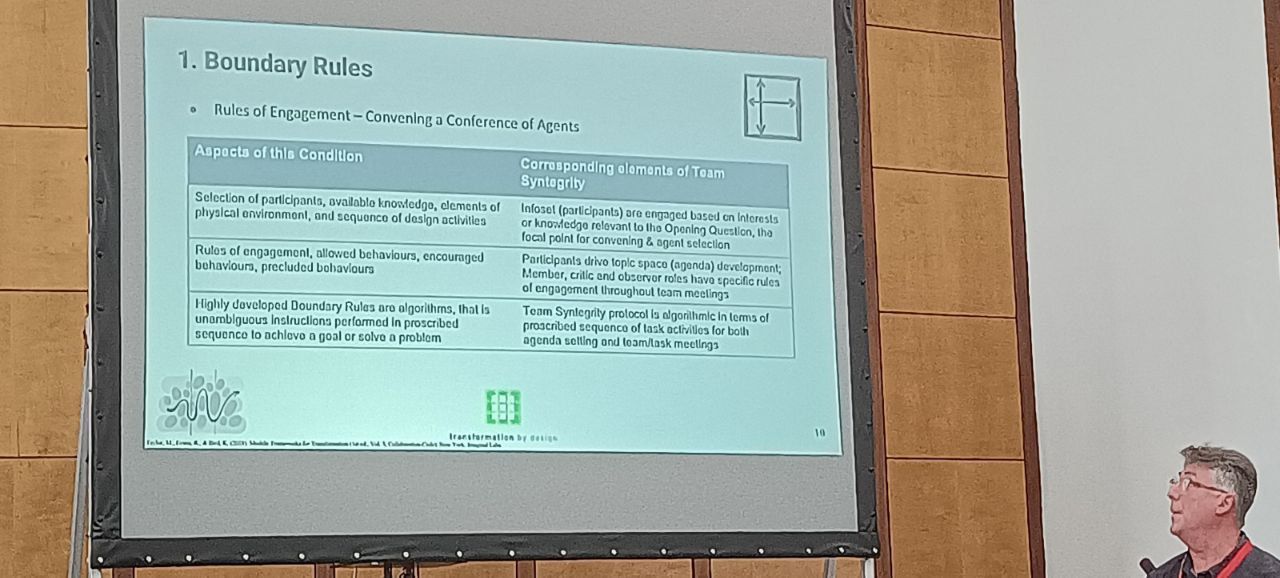 1. Boundary Rules
Rules of Engagement – Convening a Conference of Agents
Aspects of this Condition
Corresponding elements of Team
Syntegrity
Selection of participants, available knowledge, elements of
physical environment, and sequence of design activities
Infoset (participants) are engaged based on interests
or knowledge relevant to the Opening Question, the
focal point for convening & agent selection
Rules of engagement, allowed behaviours, encouraged
behaviours, precluded behaviours
Participants drive topic space (agenda) development;
Member, critic and observer roles have specific rules
of engagement throughout team meetings
Highly developed Boundary Rules are algorithms, that is
unambiguous instructions performed in proscribed
sequence to achieve a goal or solve a problem
Team Syntegrity protocol is algorithmic in terms of
proscribed sequence of task activities for both
agenda setting and team/task meetings
transformation by design
10